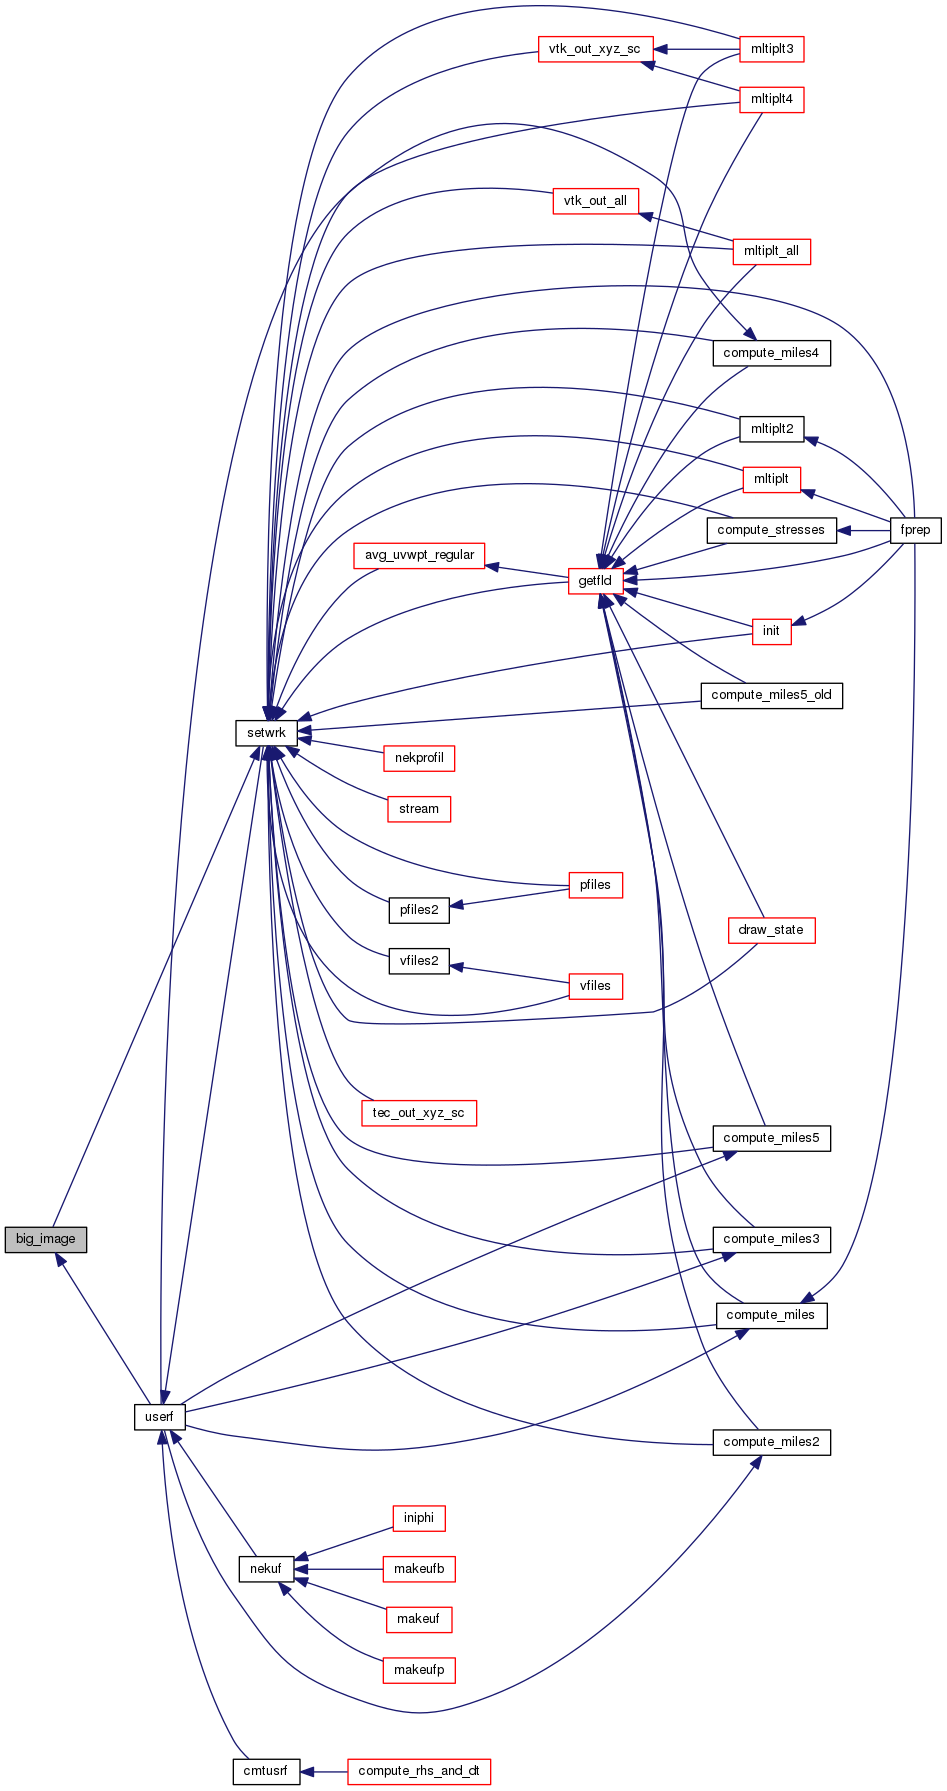 vtk_out_xyz_sc
mltiplt3
mltiplt4
vtk_out_all
mltiplt_all
compute_miles4
mltiplt2
mltiplt
compute_stresses
fprep
avg_uvwpt_regular
getfld
init
compute_miles5_old
setwrk
nekprofil
stream
pfiles
pfiles2
draw_state
vfiles2
vfiles
tec_out_xyz_sc
compute_miles5
big_image
compute_miles3
compute_miles
userf
compute_miles2
iniphi
nekuf
makeufb
makeuf
makeufp
cmtusrf
compute_rhs_and_dt